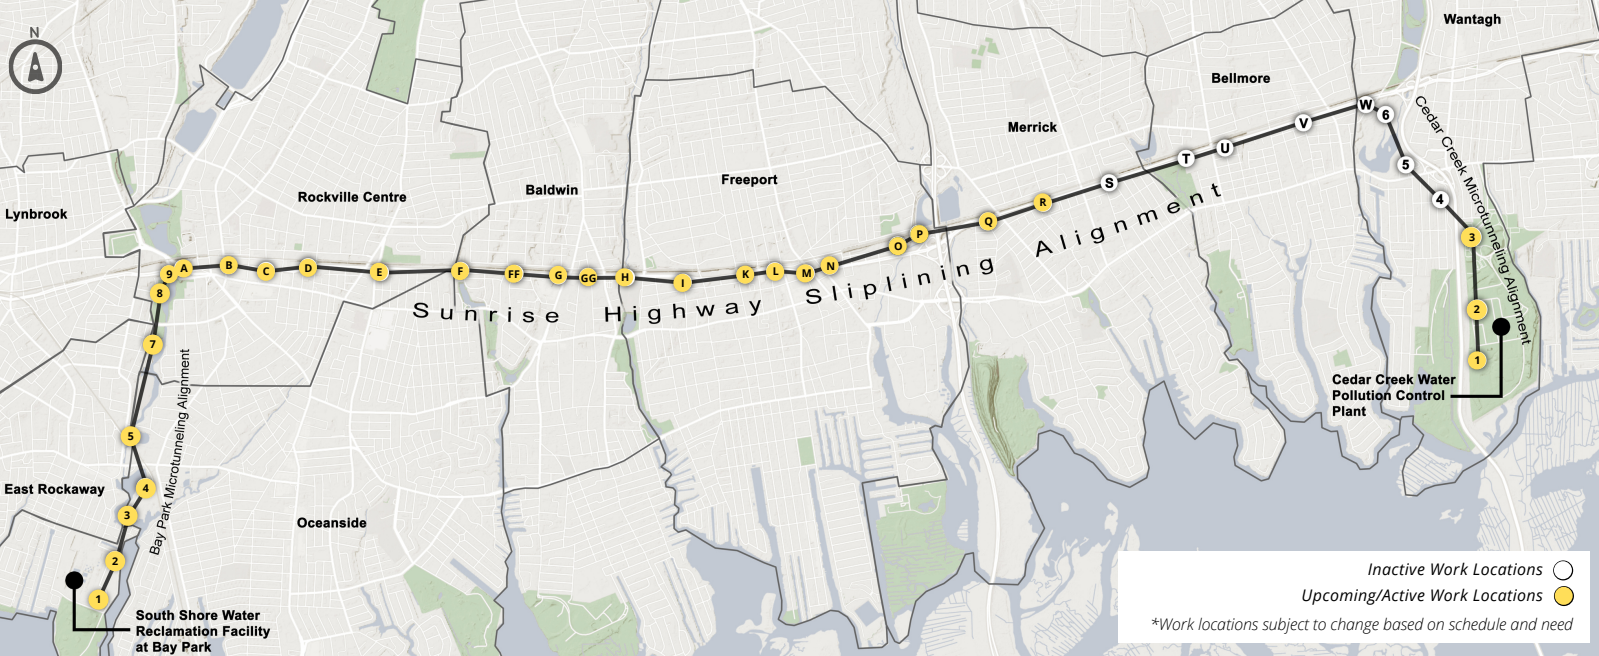 N
Wantagh
Bellmore
Merrick
Freeport
Baldwin
Rockville Centre
Lynbrook
East Rockaway
Oceanside
9
A
B
C
D
E
F
FF
G
GG
H
I
K
L
M
N
O
P
Q
R
S
T
U
V
W
6
5
4
3
2
1
8
7
5
4
3
2
1
Sunrise Highway Sliplining Alignment
Bay Park Microtunneling Alignment
Cedar Creek Microtunneling Alignment
Cedar Creek Water
Pollution Control
Plant
South Shore Water
Reclamation Facility
at Bay Park
Inactive Work Locations
Upcoming/Active Work Locations
*Work locations subject to change based on schedule and need